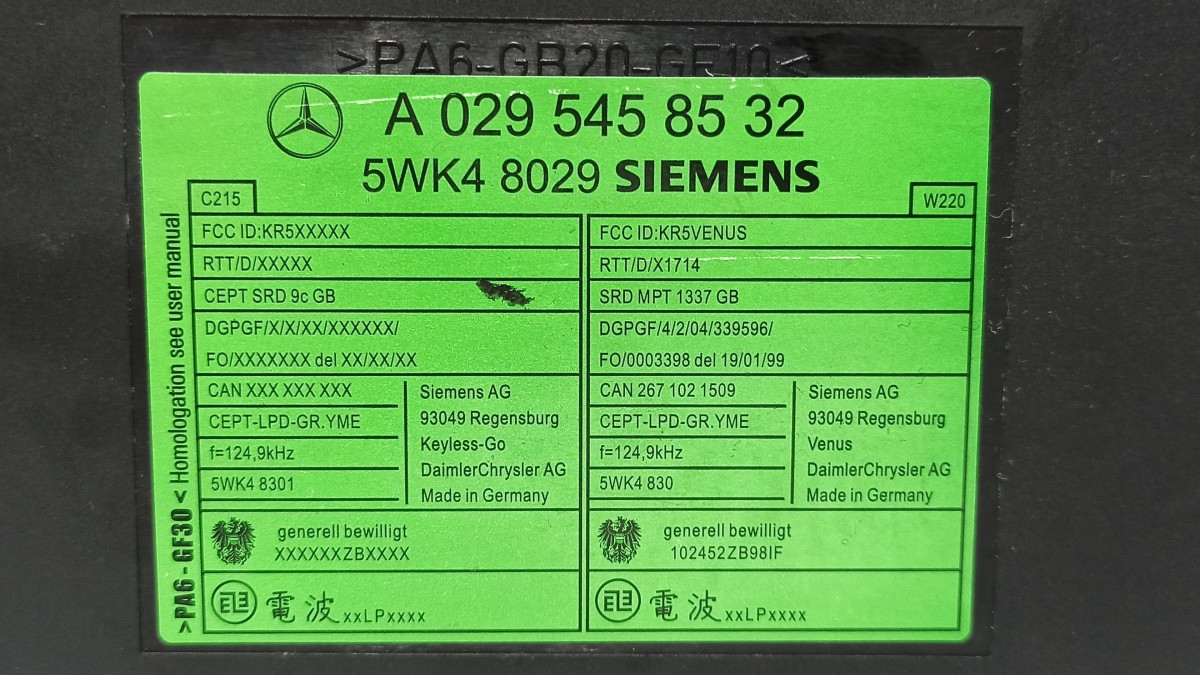 >PA6-GB20-GF10<
A 029 545 85 32
5WK4 8029 SIEMENS
>PA6 - GF30 < Homologation see user manual
C215
FCC ID:KR5XXXXX
RTT/D/XXXXX
CEPT SRD 9c GB
DGPGF/X/X/XX/XXXXXX/
FO/XXXXXXX del XX/XX/XX
CAN XXX XXX XXX
CEPT-LPD-GR.YME
f=124,9kHz
5WK4 8301
Siemens AG
93049 Regensburg
Keyless-Go
DaimlerChrysler AG
Made in Germany
generell bewilligt
XXXXXXZBXXXX
電波 xxLPxxxx
W220
FCC ID:KR5VENUS
RTT/D/X1714
SRD MPT 1337 GB
DGPGF/4/2/04/339596/
FO/0003398 del 19/01/99
CAN 267 102 1509
CEPT-LPD-GR.YME
f=124,9kHz
5WK4 830
Siemens AG
93049 Regensburg
Venus
DaimlerChrysler AG
Made in Germany
generell bewilligt
102452ZB98IF
電波 xxLPxxxx